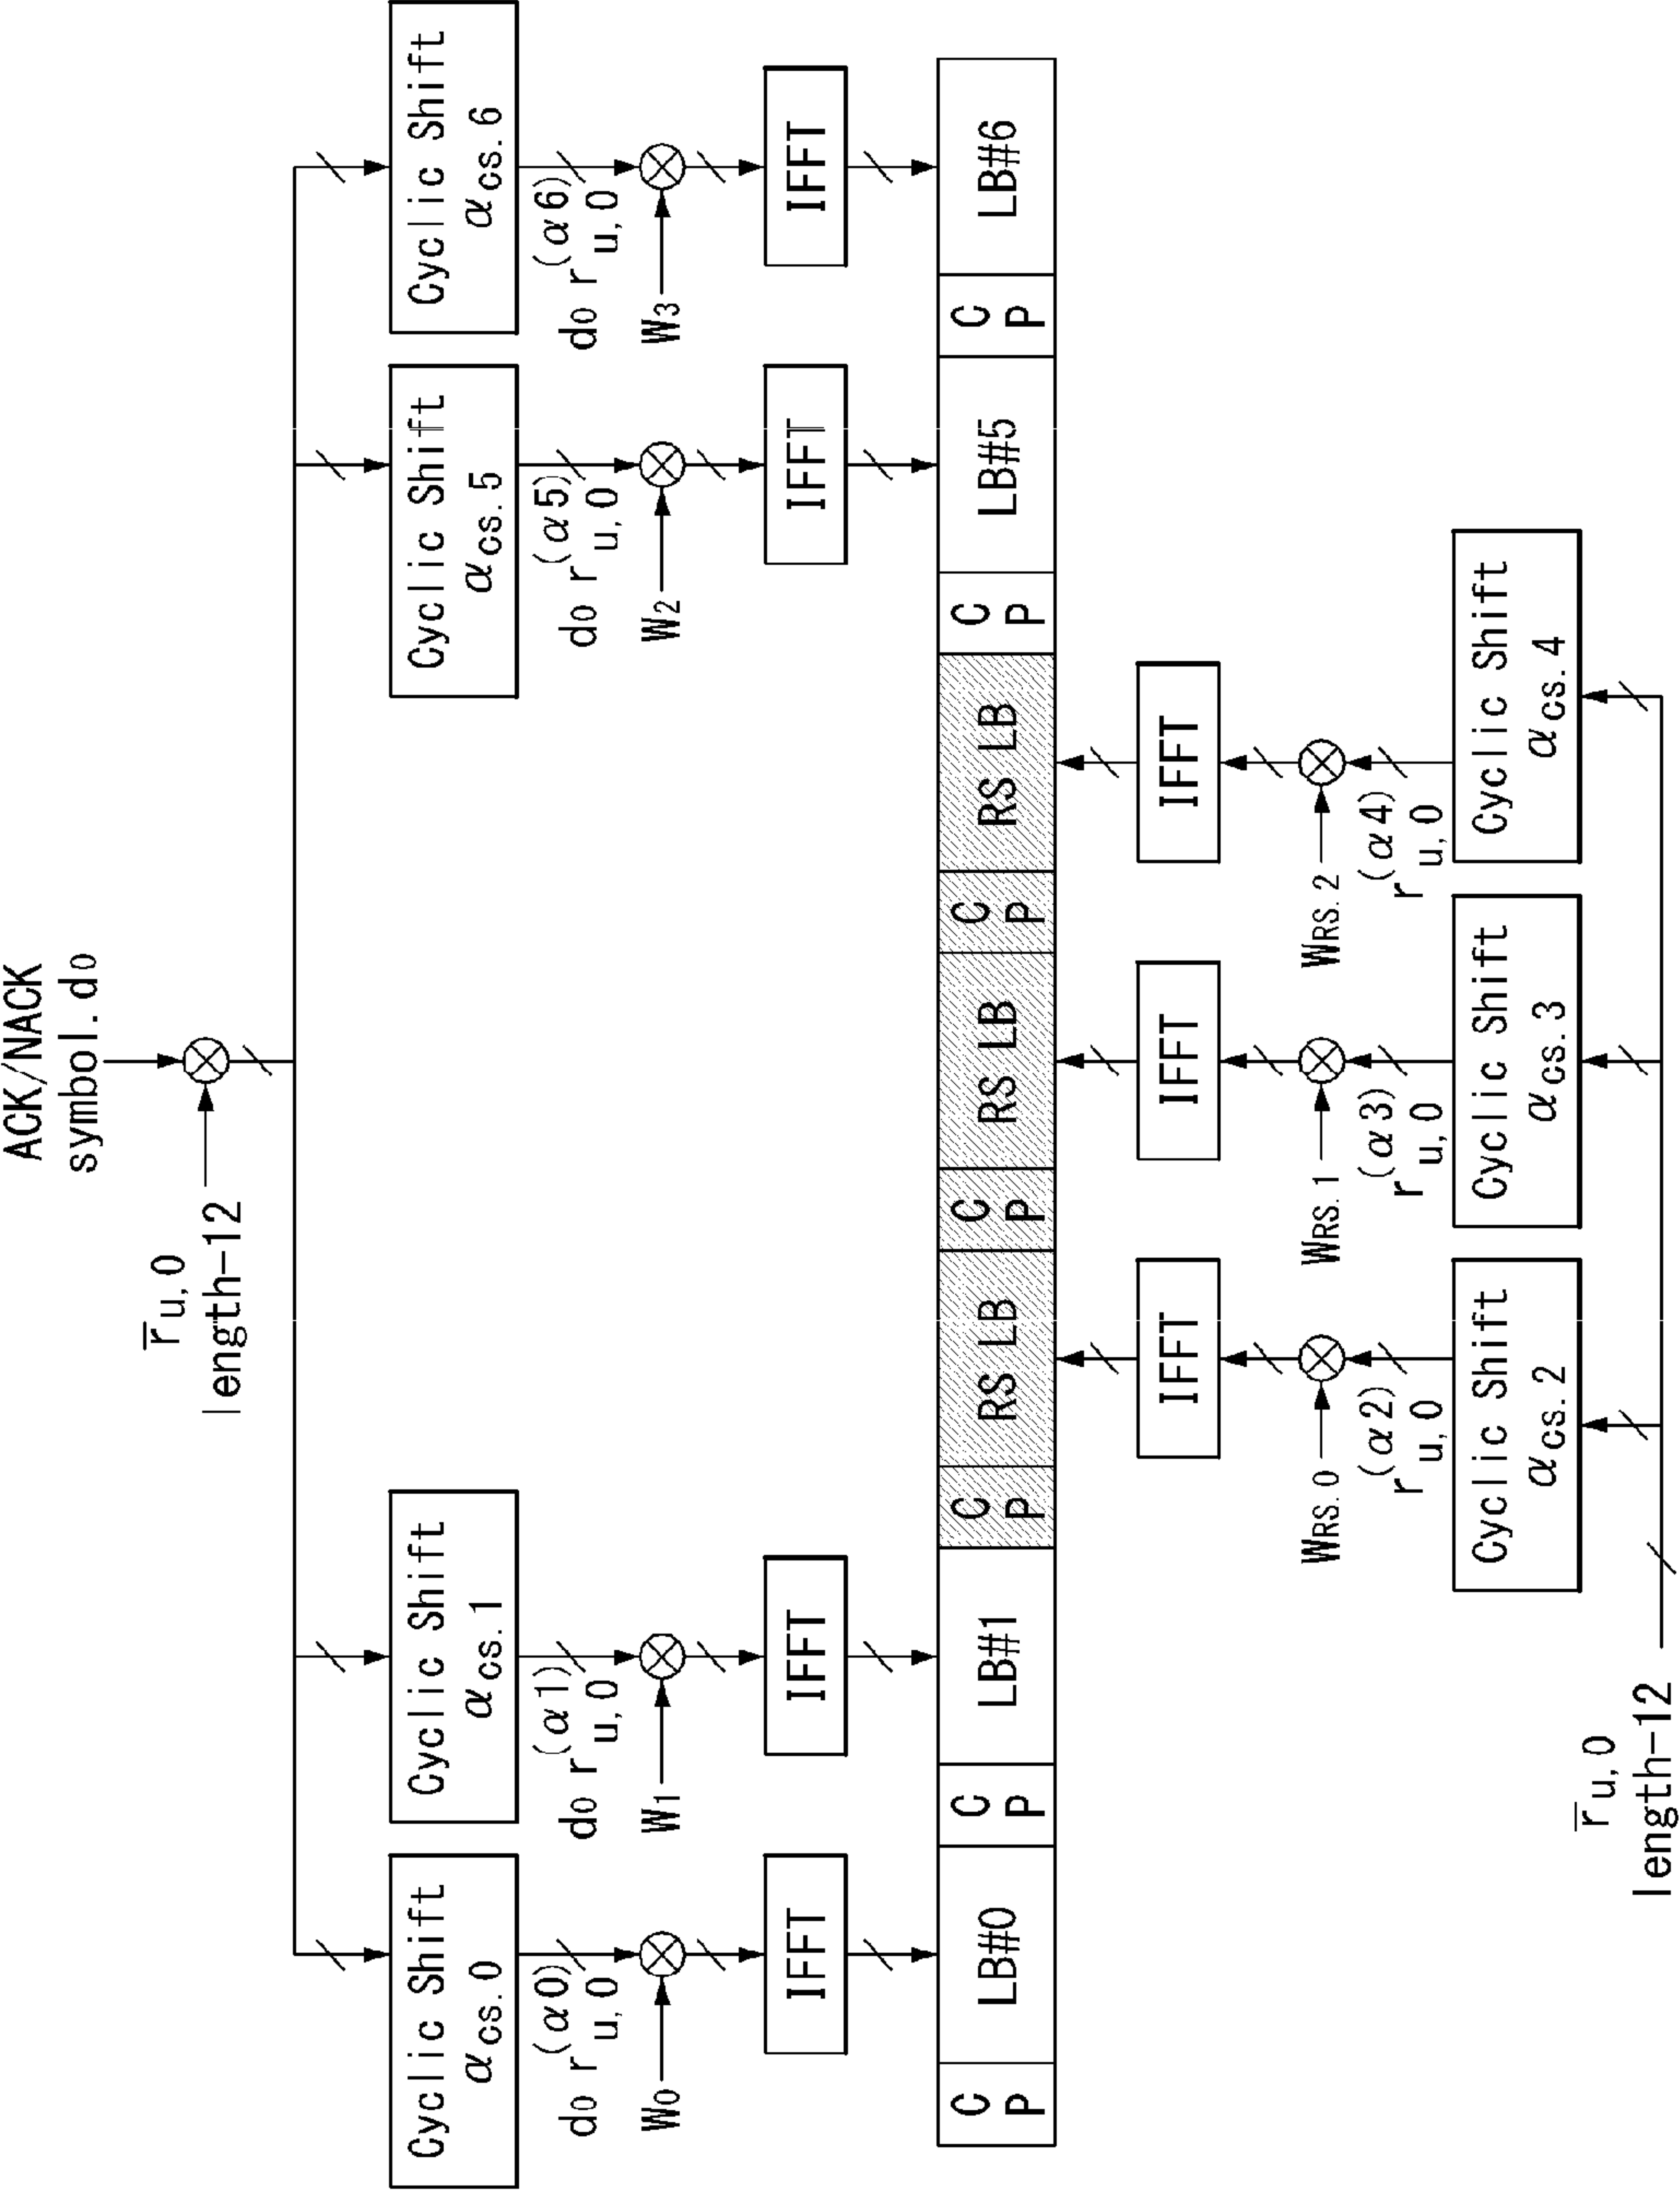 ACK/NACK
symbol.d0
r̅u,0
length-12
Cyclic Shift
αcs.0
Cyclic Shift
αcs.1
Cyclic Shift
αcs.5
Cyclic Shift
αcs.6
d0 r(α0)u,0
d0 r(α1)u,0
d0 r(α5)u,0
d0 r(α6)u,0
W0
W1
W2
W3
IFFT
IFFT
IFFT
IFFT
CP
LB#0
CP
LB#1
CP
RS LB
CP
RS LB
CP
RS LB
CP
LB#5
CP
LB#6
IFFT
IFFT
IFFT
WRS.0
WRS.1
WRS.2
r(α2)u,0
r(α3)u,0
r(α4)u,0
Cyclic Shift
αcs.2
Cyclic Shift
αcs.3
Cyclic Shift
αcs.4
r̅u,0
length-12